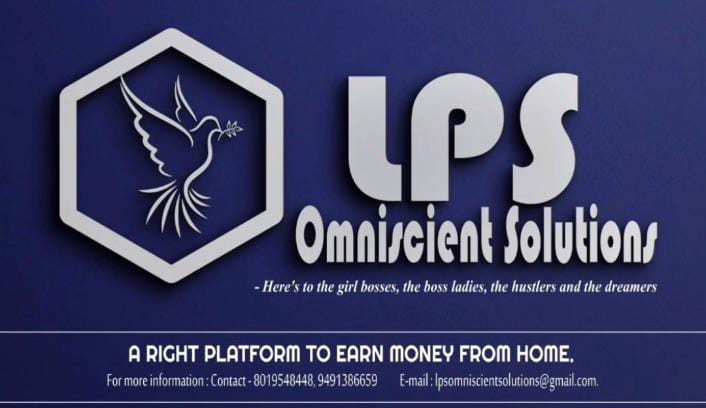 LPS
Omniscient Solutions
- Here's to the girl bosses, the boss ladies, the hustlers and the dreamers
A RIGHT PLATFORM TO EARN MONEY FROM HOME.
For more information : Contact - 8019548448, 9491386659 E-mail : lpsomniscientsolutions@gmail.com.